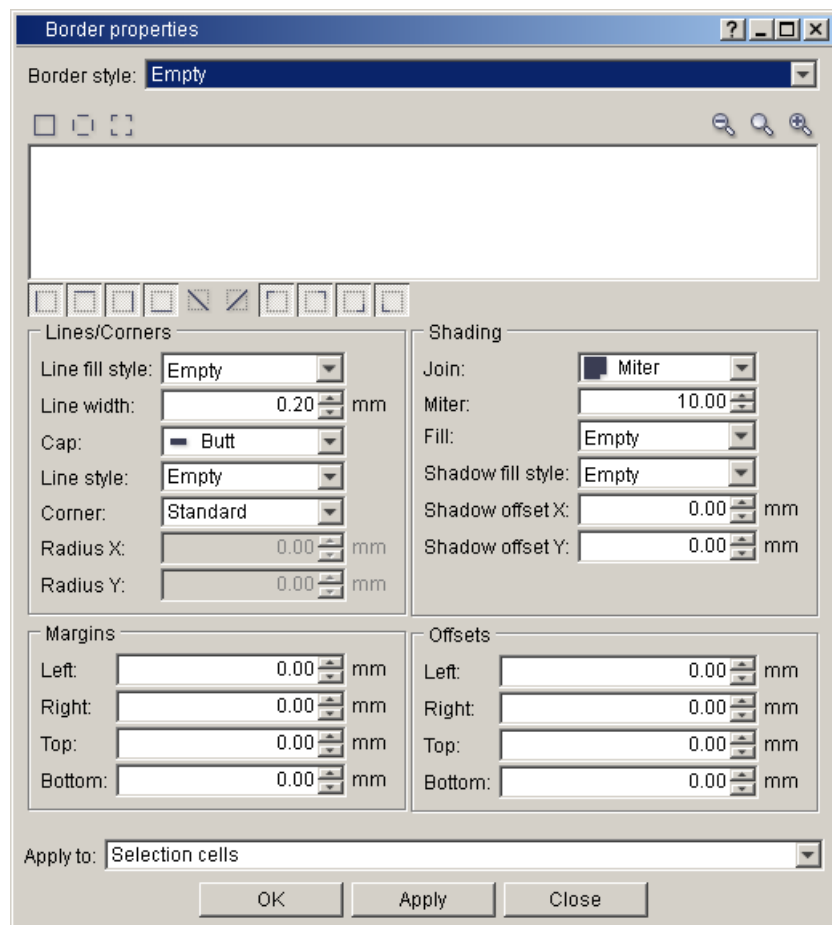 Border properties
Border style: Empty
Lines/Corners
Line fill style: Empty
Line width: 0.20 mm
Cap: Butt
Line style: Empty
Corner: Standard
Radius X: 0.00 mm
Radius Y: 0.00 mm
Shading
Join: Miter
Miter: 10.00
Fill: Empty
Shadow fill style: Empty
Shadow offset X: 0.00 mm
Shadow offset Y: 0.00 mm
Margins
Left: 0.00 mm
Right: 0.00 mm
Top: 0.00 mm
Bottom: 0.00 mm
Offsets
Left: 0.00 mm
Right: 0.00 mm
Top: 0.00 mm
Bottom: 0.00 mm
Apply to: Selection cells
OK Apply Close